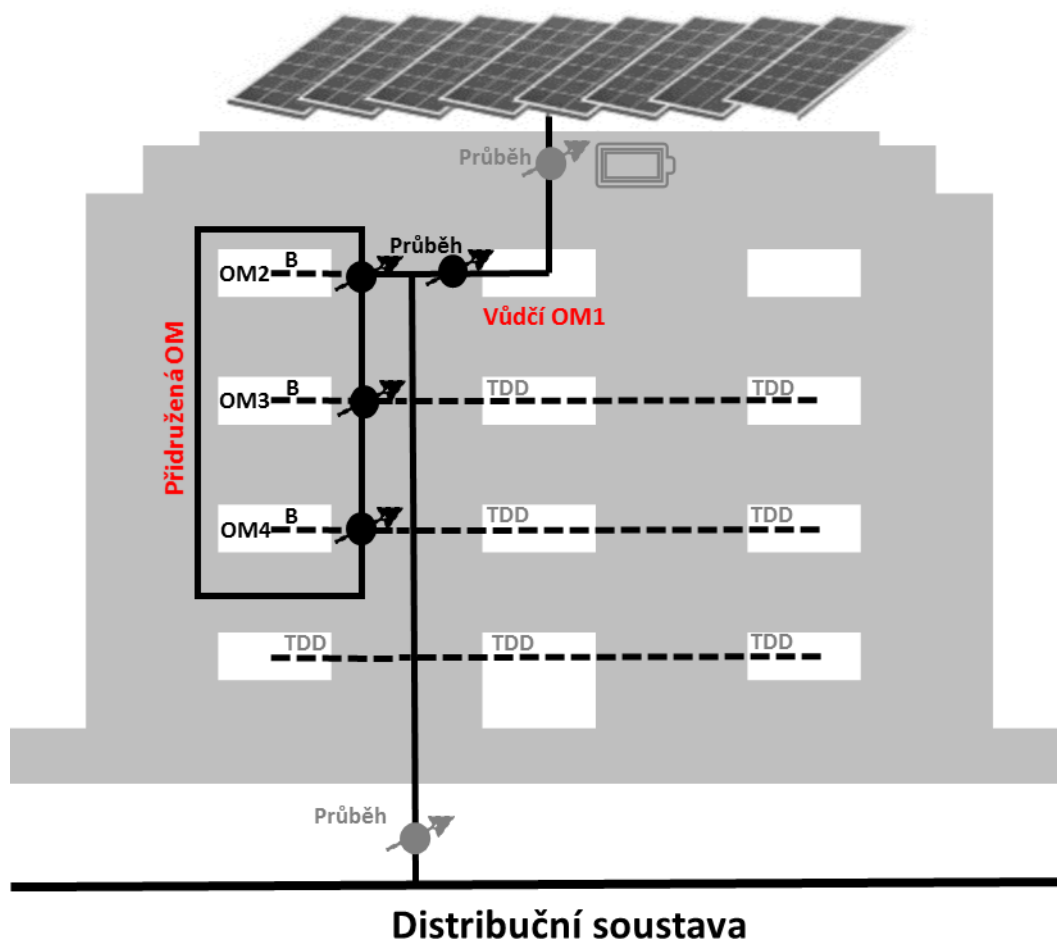 Průběh
Průběh
OM2
B
Vůdčí OM1
Přidružená OM
OM3
B
TDD
TDD
OM4
B
TDD
TDD
TDD
TDD
TDD
Průběh
Distribuční soustava